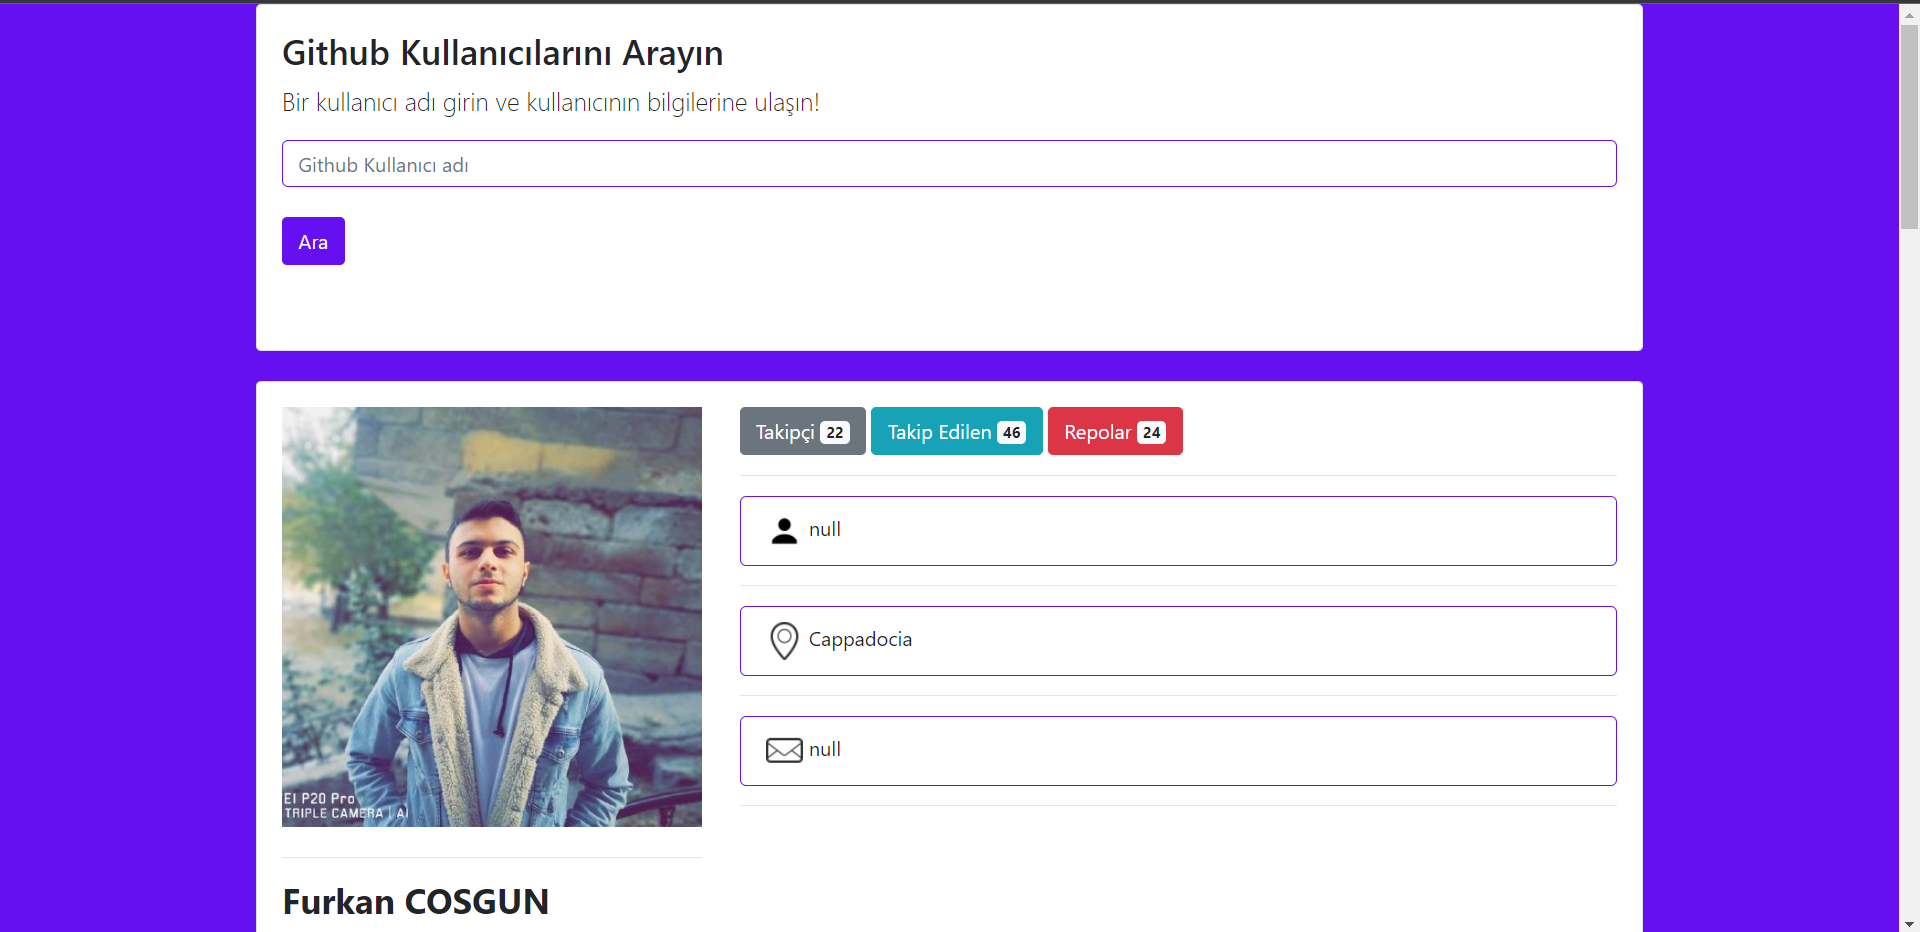 Github Kullanıcılarını Arayın
Bir kullanıcı adı girin ve kullanıcının bilgilerine ulaşın!
Github Kullanıcı adı
Ara
Takipçi 22 Takip Edilen 46 Repolar 24
null
Cappadocia
null
EI P20 Pro
TRIPLE CAMERA | AI
Furkan COSGUN